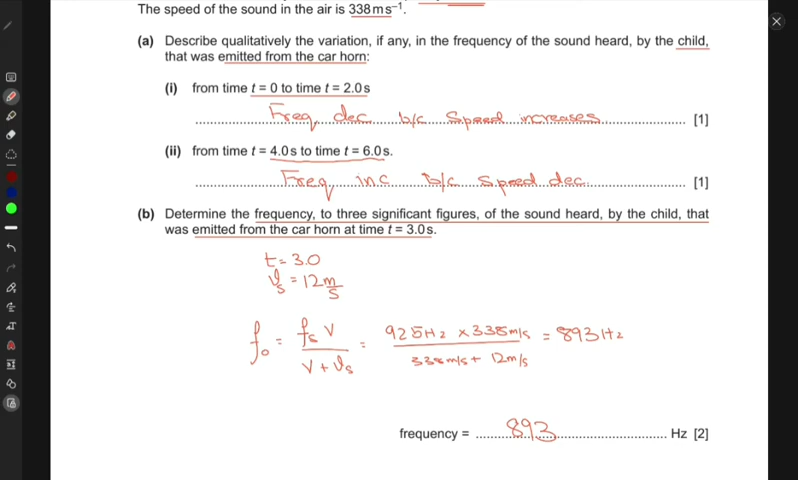 The speed of the sound in the air is 338 m s⁻¹.
(a) Describe qualitatively the variation, if any, in the frequency of the sound heard, by the child,
that was emitted from the car horn:
(i) from time t = 0 to time t = 2.0 s
Freq dec b/c Speed increases [1]
(ii) from time t = 4.0 s to time t = 6.0 s.
Freq inc b/c speed dec. [1]
(b) Determine the frequency, to three significant figures, of the sound heard, by the child, that
was emitted from the car horn at time t = 3.0 s.
t = 3.0
vs = 12 m/s
fo = fs v / v + vs = 925 Hz × 338 m/s / 338 m/s + 12 m/s = 893 Hz
frequency = 893 Hz [2]